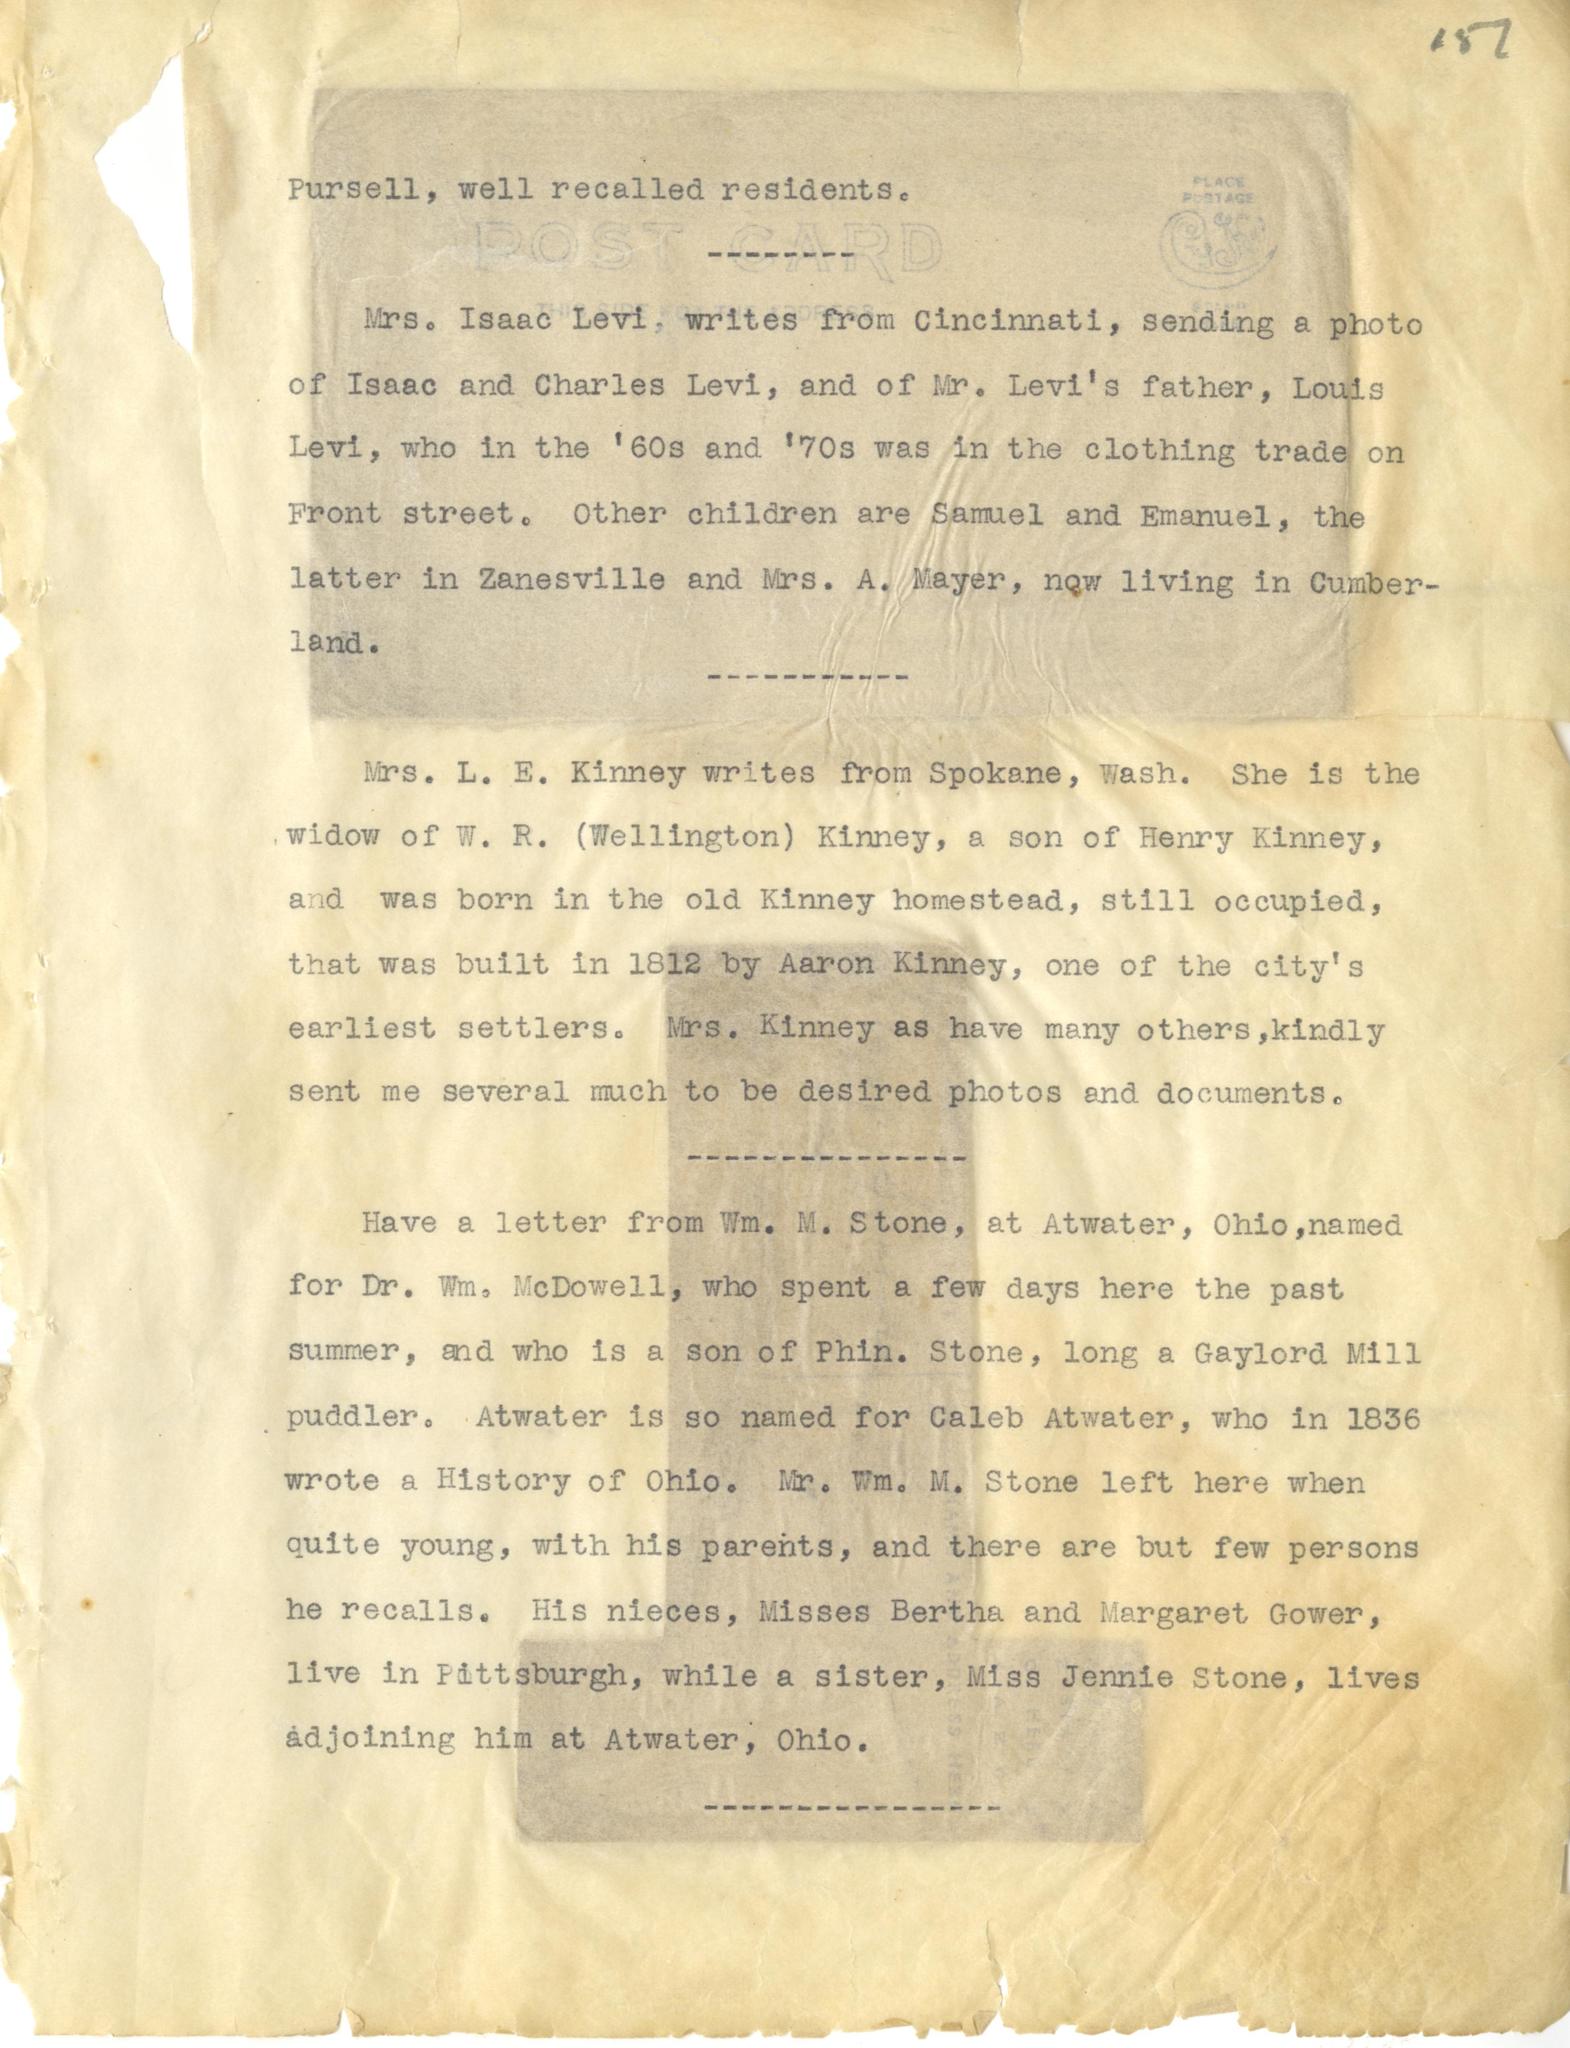 157
Pursell, well recalled residents.
POST CARD
PLACE
POSTAGE
--------
Mrs. Isaac Levi, writes from Cincinnati, sending a photo
of Isaac and Charles Levi, and of Mr. Levi's father, Louis
Levi, who in the '60s and '70s was in the clothing trade on
Front street. Other children are Samuel and Emanuel, the
latter in Zanesville and Mrs. A. Mayer, now living in Cumber-
land.
-----------
Mrs. L. E. Kinney writes from Spokane, Wash. She is the
widow of W. R. (Wellington) Kinney, a son of Henry Kinney,
and was born in the old Kinney homestead, still occupied,
that was built in 1812 by Aaron Kinney, one of the city's
earliest settlers. Mrs. Kinney as have many others,kindly
sent me several much to be desired photos and documents.
---------------
Have a letter from Wm. M. Stone, at Atwater, Ohio,named
for Dr. Wm. McDowell, who spent a few days here the past
summer, and who is a son of Phin. Stone, long a Gaylord Mill
puddler. Atwater is so named for Caleb Atwater, who in 1836
wrote a History of Ohio. Mr. Wm. M. Stone left here when
quite young, with his parents, and there are but few persons
he recalls. His nieces, Misses Bertha and Margaret Gower,
live in Pittsburgh, while a sister, Miss Jennie Stone, lives
adjoining him at Atwater, Ohio.
----------------